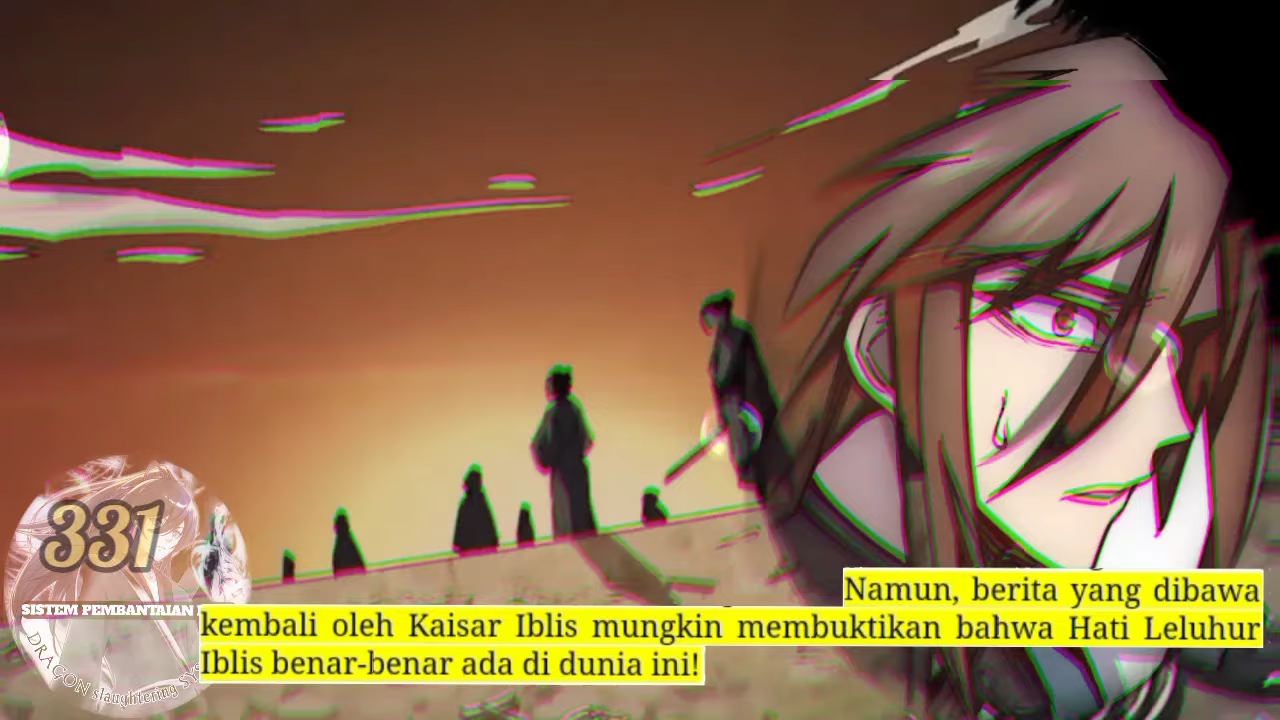 331
SISTEM PEMBANTAIAN
DRAGON slaughtering SYS
Namun, berita yang dibawa
kembali oleh Kaisar Iblis mungkin membuktikan bahwa Hati Leluhur
Iblis benar-benar ada di dunia ini!